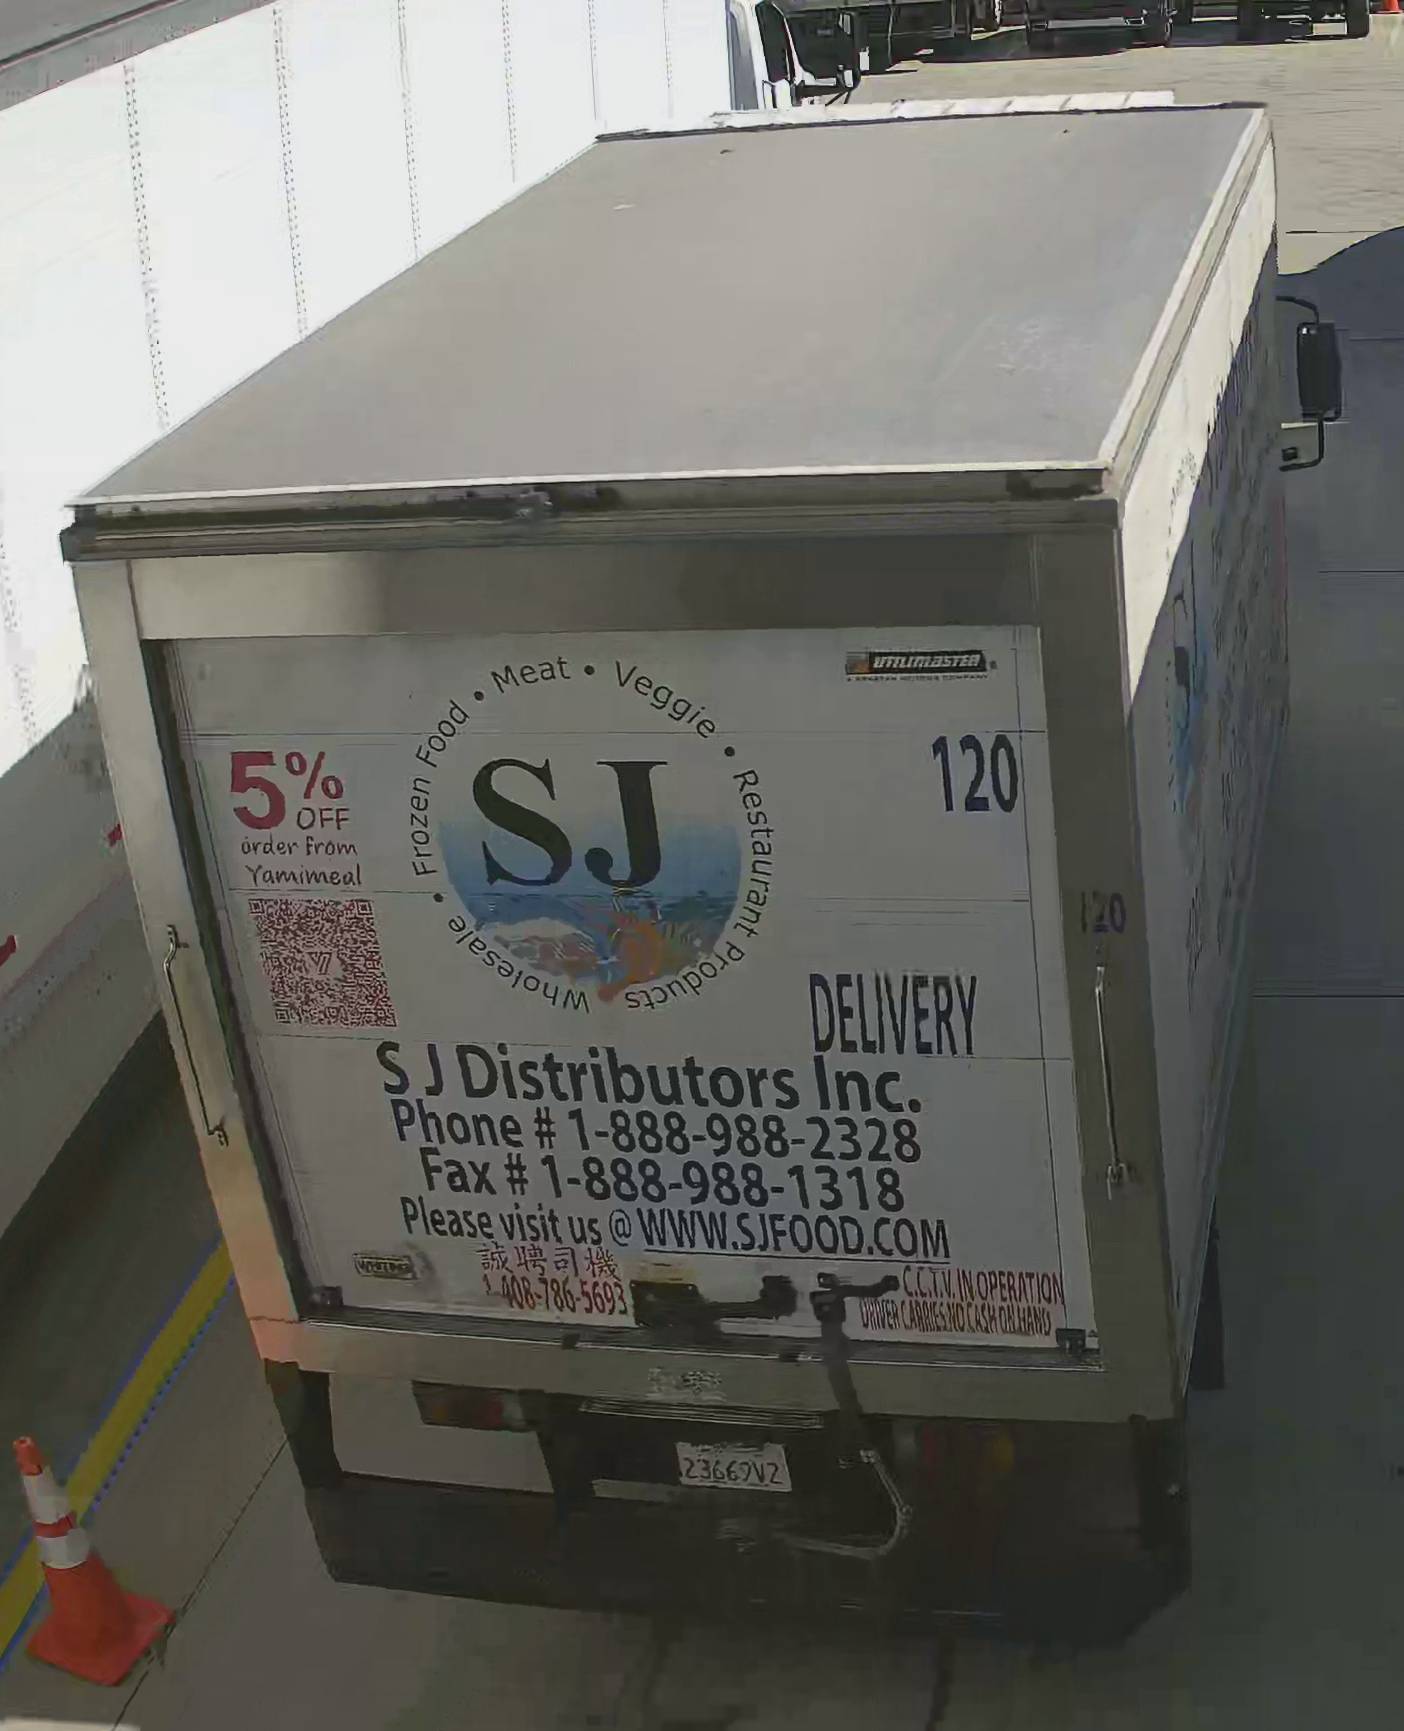 Wholesale • Frozen Food • Meat • Veggie • Restaurant products
SJ
UTILIMASTER
120
5%
OFF
order from
Yamimeal
120
DELIVERY
S J Distributors Inc.
Phone # 1-888-988-2328
Fax # 1-888-988-1318
Please visit us @ WWW.SJFOOD.COM
WHITING
誠聘司機
1-408-786-5693
C.C.T.V. IN OPERATION
DRIVER CARRIES NO CASH ON HAND
23669V2